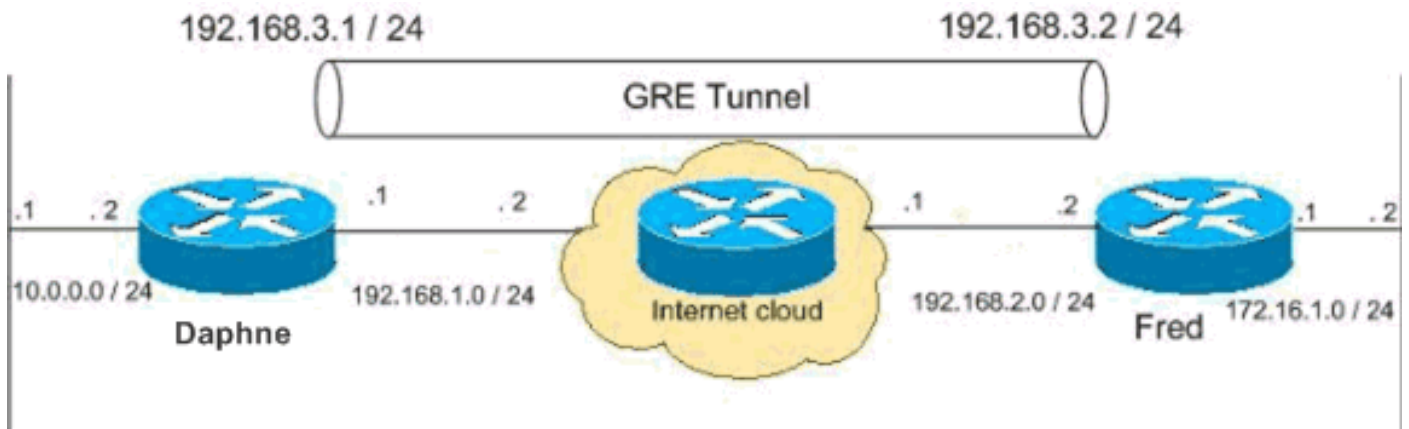 192.168.3.1 / 24
192.168.3.2 / 24
GRE Tunnel
.1
. 2
.1
. 2
.1
.2
.1
. 2
10.0.0.0 / 24
192.168.1.0 / 24
Internet cloud
192.168.2.0 / 24
172.16.1.0 / 24
Daphne
Fred